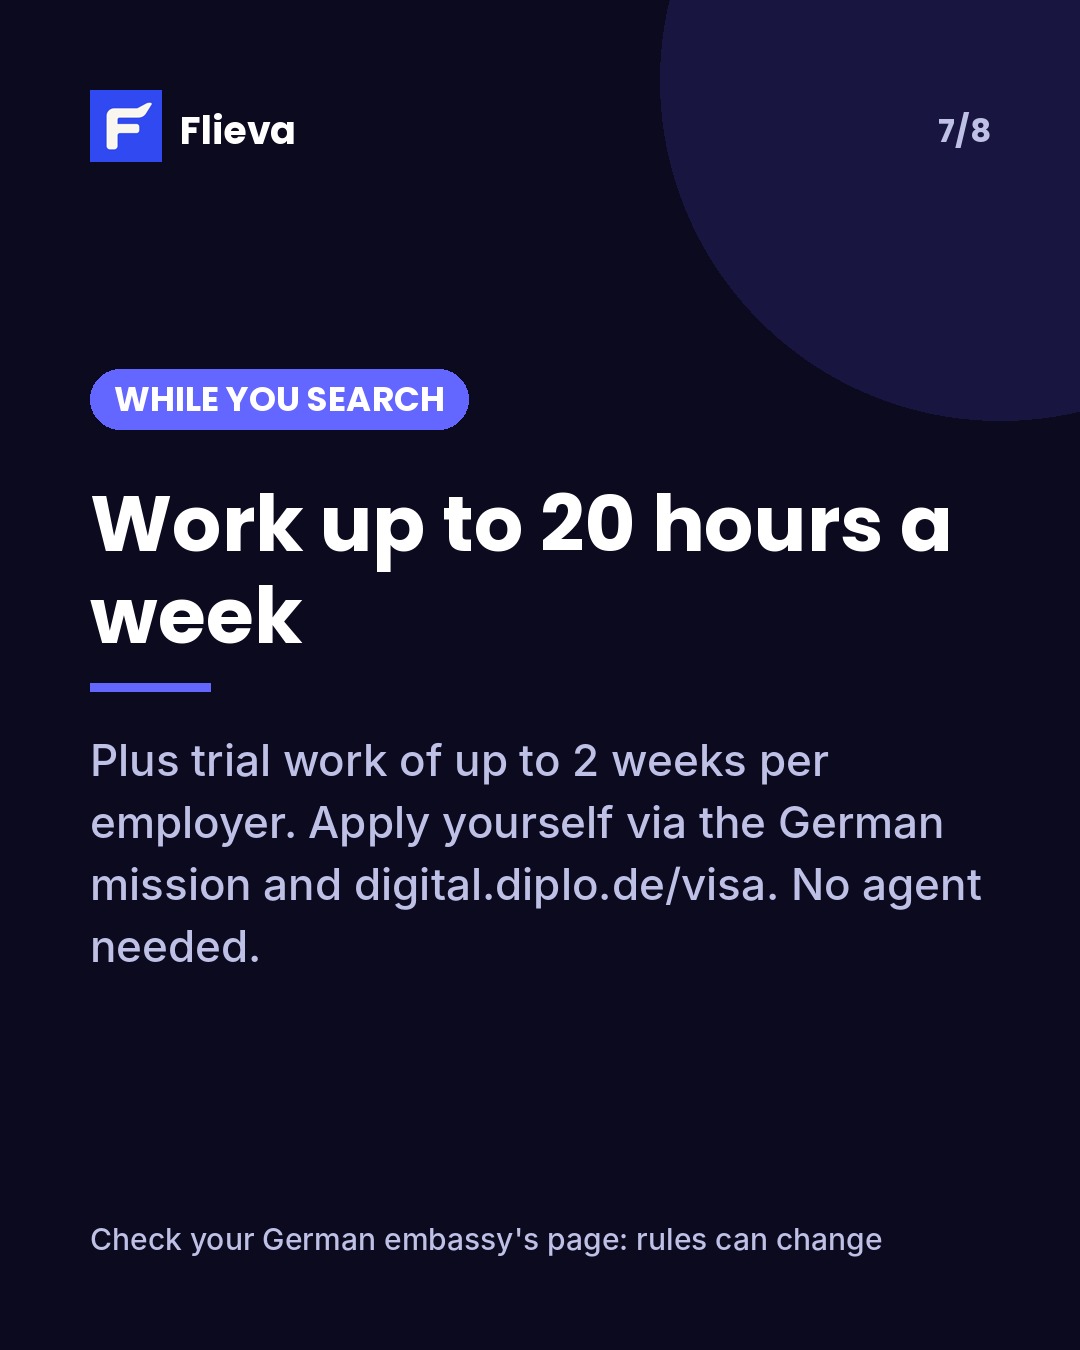 Flieva
7/8
WHILE YOU SEARCH
Work up to 20 hours a
week
Plus trial work of up to 2 weeks per
employer. Apply yourself via the German
mission and digital.diplo.de/visa. No agent
needed.
Check your German embassy's page: rules can change